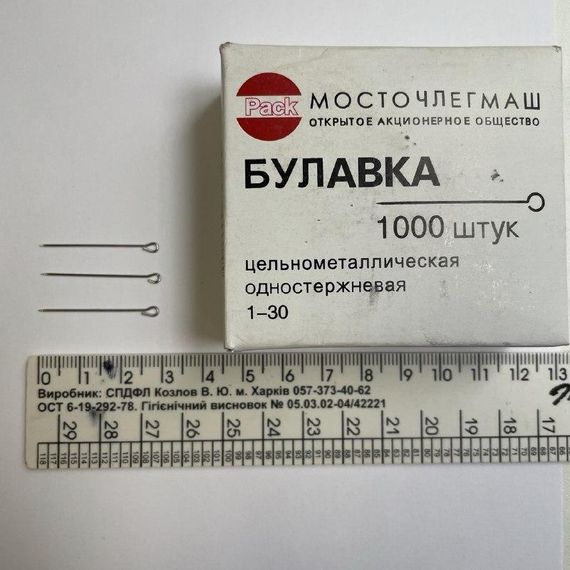 Pack
МОСТОЧЛЕГМАШ
ОТКРЫТОЕ АКЦИОНЕРНОЕ ОБЩЕСТВО
БУЛАВКА
1000 штук
цельнометаллическая
одностержневая
1–30
0 1 2 3 4 5 6 7 8 9 10 11 12 13
Виробник: СПДФЛ Козлов В. Ю. м. Харків 057-373-40-62
ОСТ 6-19-292-78. Гігієнічний висновок № 05.03.02-04/42221
29 28 27 26 25 24 23 22 21 20 19 18 17